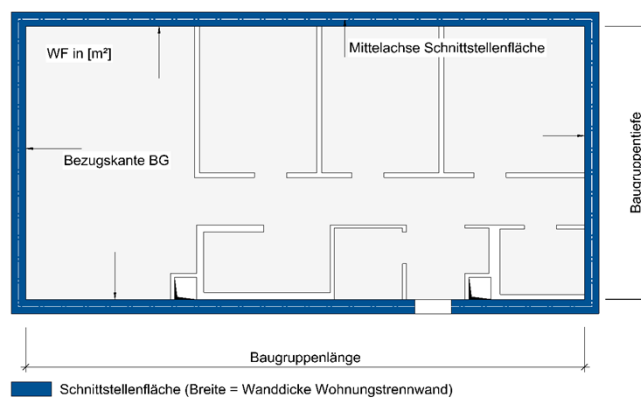 WF in [m²]
Mittelachse Schnittstellenfläche
Bezugskante BG
Baugruppentiefe
Baugruppenlänge
Schnittstellenfläche (Breite = Wanddicke Wohnungstrennwand)